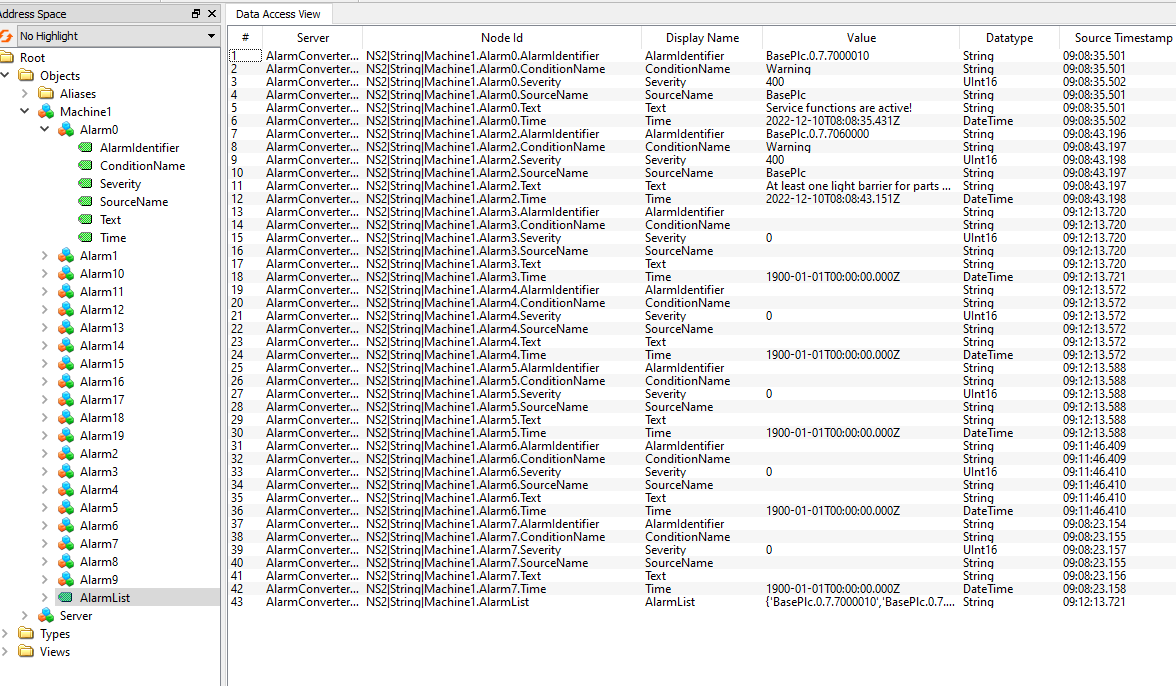 Address Space
No Highlight
Root
Objects
Aliases
Machine1
Alarm0
AlarmIdentifier
ConditionName
Severity
SourceName
Text
Time
Alarm1
Alarm10
Alarm11
Alarm12
Alarm13
Alarm14
Alarm15
Alarm16
Alarm17
Alarm18
Alarm19
Alarm2
Alarm3
Alarm4
Alarm5
Alarm6
Alarm7
Alarm8
Alarm9
AlarmList
Server
Types
Views
Data Access View
# Server Node Id Display Name Value Datatype Source Timestamp
1 AlarmConverter... NS2|String|Machine1.Alarm0.AlarmIdentifier AlarmIdentifier BasePlc.0.7.7000010 String 09:08:35.501
2 AlarmConverter... NS2|String|Machine1.Alarm0.ConditionName ConditionName Warning String 09:08:35.501
3 AlarmConverter... NS2|String|Machine1.Alarm0.Severity Severity 400 UInt16 09:08:35.502
4 AlarmConverter... NS2|String|Machine1.Alarm0.SourceName SourceName BasePlc String 09:08:35.501
5 AlarmConverter... NS2|String|Machine1.Alarm0.Text Text Service functions are active! String 09:08:35.501
6 AlarmConverter... NS2|String|Machine1.Alarm0.Time Time 2022-12-10T08:08:35.431Z DateTime 09:08:35.502
7 AlarmConverter... NS2|String|Machine1.Alarm2.AlarmIdentifier AlarmIdentifier BasePlc.0.7.7060000 String 09:08:43.196
8 AlarmConverter... NS2|String|Machine1.Alarm2.ConditionName ConditionName Warning String 09:08:43.197
9 AlarmConverter... NS2|String|Machine1.Alarm2.Severity Severity 400 UInt16 09:08:43.198
10 AlarmConverter... NS2|String|Machine1.Alarm2.SourceName SourceName BasePlc String 09:08:43.197
11 AlarmConverter... NS2|String|Machine1.Alarm2.Text Text At least one light barrier for parts ... String 09:08:43.197
12 AlarmConverter... NS2|String|Machine1.Alarm2.Time Time 2022-12-10T08:08:43.151Z DateTime 09:08:43.198
13 AlarmConverter... NS2|String|Machine1.Alarm3.AlarmIdentifier AlarmIdentifier String 09:12:13.720
14 AlarmConverter... NS2|String|Machine1.Alarm3.ConditionName ConditionName String 09:12:13.720
15 AlarmConverter... NS2|String|Machine1.Alarm3.Severity Severity 0 UInt16 09:12:13.720
16 AlarmConverter... NS2|String|Machine1.Alarm3.SourceName SourceName String 09:12:13.720
17 AlarmConverter... NS2|String|Machine1.Alarm3.Text Text String 09:12:13.720
18 AlarmConverter... NS2|String|Machine1.Alarm3.Time Time 1900-01-01T00:00:00.000Z DateTime 09:12:13.721
19 AlarmConverter... NS2|String|Machine1.Alarm4.AlarmIdentifier AlarmIdentifier String 09:12:13.572
20 AlarmConverter... NS2|String|Machine1.Alarm4.ConditionName ConditionName String 09:12:13.572
21 AlarmConverter... NS2|String|Machine1.Alarm4.Severity Severity 0 UInt16 09:12:13.572
22 AlarmConverter... NS2|String|Machine1.Alarm4.SourceName SourceName String 09:12:13.572
23 AlarmConverter... NS2|String|Machine1.Alarm4.Text Text String 09:12:13.572
24 AlarmConverter... NS2|String|Machine1.Alarm4.Time Time 1900-01-01T00:00:00.000Z DateTime 09:12:13.572
25 AlarmConverter... NS2|String|Machine1.Alarm5.AlarmIdentifier AlarmIdentifier String 09:12:13.588
26 AlarmConverter... NS2|String|Machine1.Alarm5.ConditionName ConditionName String 09:12:13.588
27 AlarmConverter... NS2|String|Machine1.Alarm5.Severity Severity 0 UInt16 09:12:13.588
28 AlarmConverter... NS2|String|Machine1.Alarm5.SourceName SourceName String 09:12:13.588
29 AlarmConverter... NS2|String|Machine1.Alarm5.Text Text String 09:12:13.588
30 AlarmConverter... NS2|String|Machine1.Alarm5.Time Time 1900-01-01T00:00:00.000Z DateTime 09:12:13.588
31 AlarmConverter... NS2|String|Machine1.Alarm6.AlarmIdentifier AlarmIdentifier String 09:11:46.409
32 AlarmConverter... NS2|String|Machine1.Alarm6.ConditionName ConditionName String 09:11:46.409
33 AlarmConverter... NS2|String|Machine1.Alarm6.Severity Severity 0 UInt16 09:11:46.410
34 AlarmConverter... NS2|String|Machine1.Alarm6.SourceName SourceName String 09:11:46.410
35 AlarmConverter... NS2|String|Machine1.Alarm6.Text Text String 09:11:46.410
36 AlarmConverter... NS2|String|Machine1.Alarm6.Time Time 1900-01-01T00:00:00.000Z DateTime 09:11:46.410
37 AlarmConverter... NS2|String|Machine1.Alarm7.AlarmIdentifier AlarmIdentifier String 09:08:23.154
38 AlarmConverter... NS2|String|Machine1.Alarm7.ConditionName ConditionName String 09:08:23.155
39 AlarmConverter... NS2|String|Machine1.Alarm7.Severity Severity 0 UInt16 09:08:23.157
40 AlarmConverter... NS2|String|Machine1.Alarm7.SourceName SourceName String 09:08:23.155
41 AlarmConverter... NS2|String|Machine1.Alarm7.Text Text String 09:08:23.156
42 AlarmConverter... NS2|String|Machine1.Alarm7.Time Time 1900-01-01T00:00:00.000Z DateTime 09:08:23.158
43 AlarmConverter... NS2|String|Machine1.AlarmList AlarmList {'BasePlc.0.7.7000010','BasePlc.0.7.... String 09:12:13.721